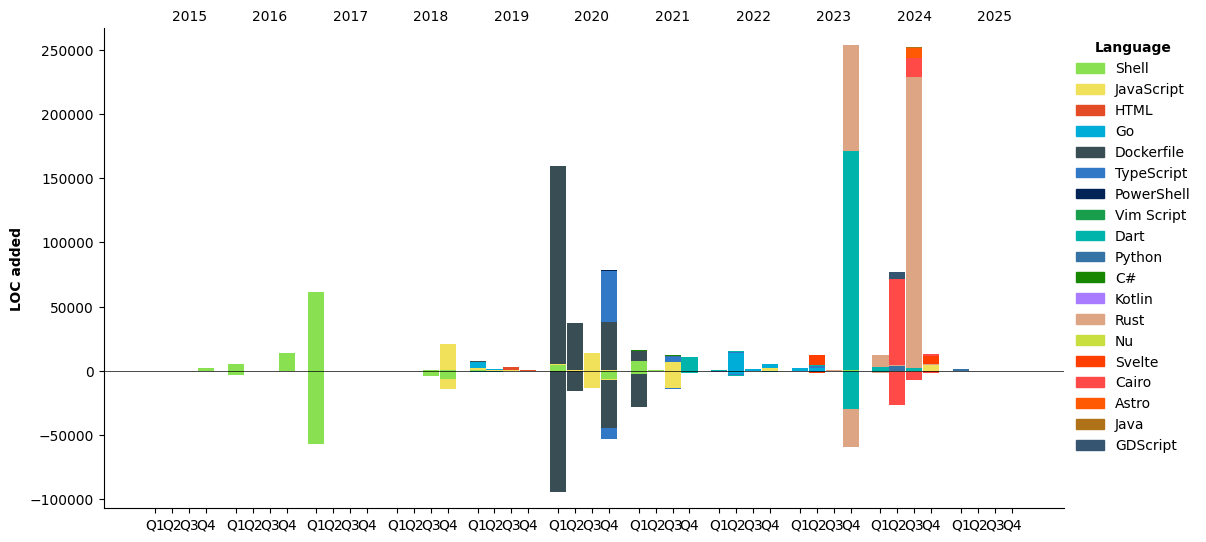 2015 2016 2017 2018 2019 2020 2021 2022 2023 2024 2025
LOC added
250000
200000
150000
100000
50000
0
−50000
−100000
Q1Q2Q3Q4 Q1Q2Q3Q4 Q1Q2Q3Q4 Q1Q2Q3Q4 Q1Q2Q3Q4 Q1Q2Q3Q4 Q1Q2Q3Q4 Q1Q2Q3Q4 Q1Q2Q3Q4 Q1Q2Q3Q4 Q1Q2Q3Q4
Language
Shell
JavaScript
HTML
Go
Dockerfile
TypeScript
PowerShell
Vim Script
Dart
Python
C#
Kotlin
Rust
Nu
Svelte
Cairo
Astro
Java
GDScript